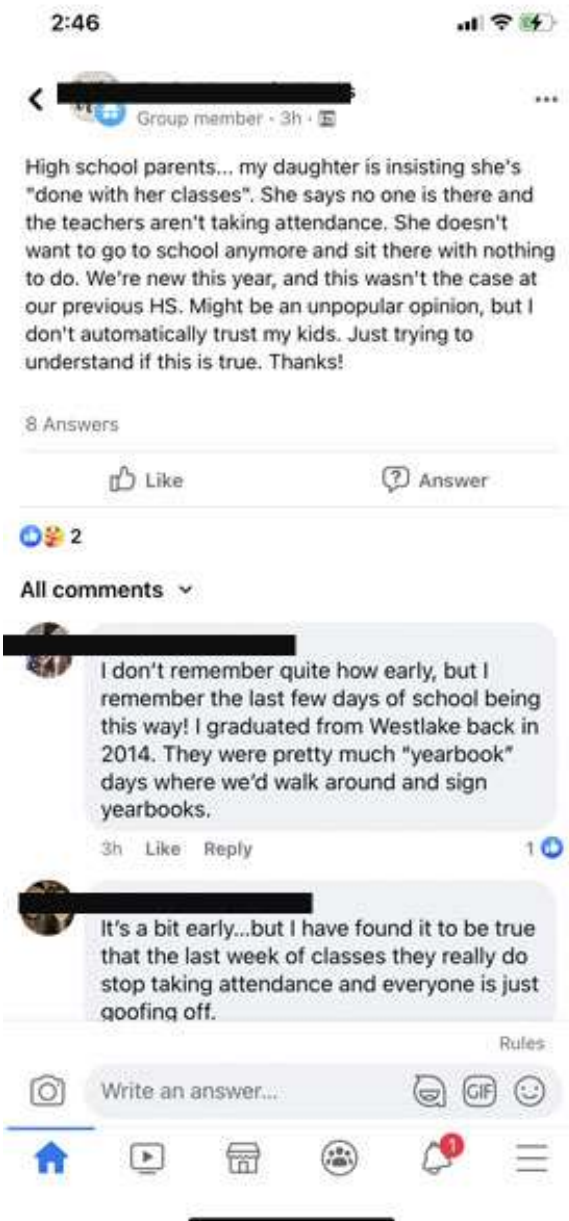 2:46
Group member · 3h ·
High school parents... my daughter is insisting she's
"done with her classes". She says no one is there and
the teachers aren't taking attendance. She doesn't
want to go to school anymore and sit there with nothing
to do. We're new this year, and this wasn't the case at
our previous HS. Might be an unpopular opinion, but I
don't automatically trust my kids. Just trying to
understand if this is true. Thanks!
8 Answers
Like Answer
2
All comments
I don't remember quite how early, but I
remember the last few days of school being
this way! I graduated from Westlake back in
2014. They were pretty much "yearbook"
days where we'd walk around and sign
yearbooks.
3h Like Reply 1
It's a bit early...but I have found it to be true
that the last week of classes they really do
stop taking attendance and everyone is just
goofing off.
Rules
Write an answer... GIF
1